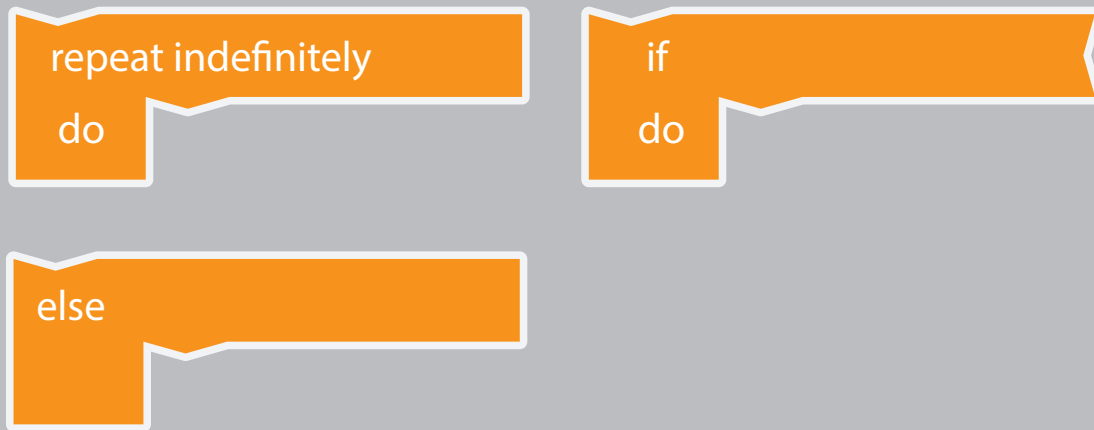 repeat indefinitely
do
if
do
else